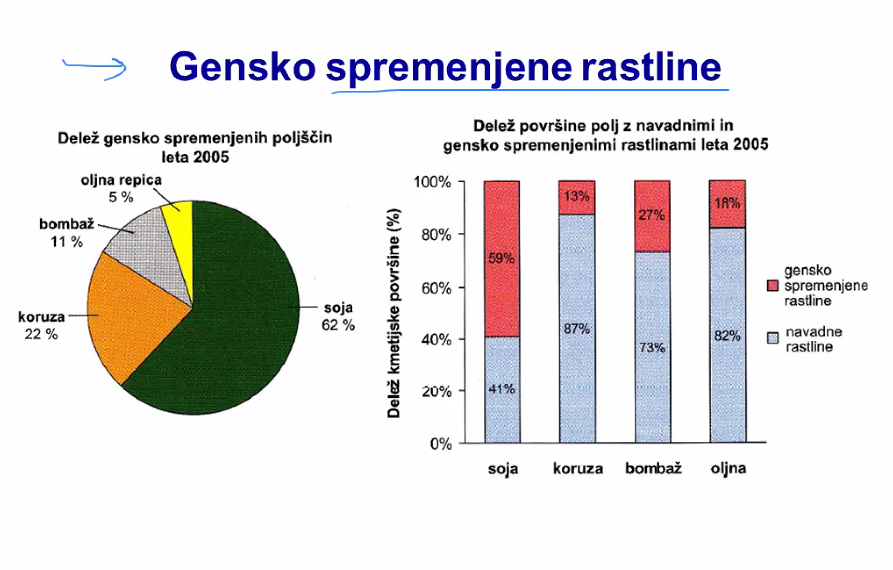 Gensko spremenjene rastline
Delež gensko spremenjenih poljščin
leta 2005
oljna repica
5 %
bombaž
11 %
koruza
22 %
soja
62 %
Delež površine polj z navadnimi in
gensko spremenjenimi rastlinami leta 2005
Delež kmetijske površine (%)
100%
80%
60%
40%
20%
0%
59%
41%
13%
87%
27%
73%
18%
82%
soja
koruza
bombaž
oljna
gensko
spremenjene
rastline
navadne
rastline